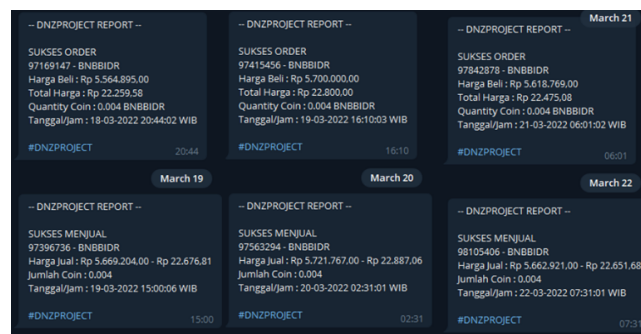 -- DNZPROJECT REPORT --
SUKSES ORDER
97169147 - BNBBIDR
Harga Beli : Rp 5.564.895,00
Total Harga : Rp 22.259,58
Quantity Coin : 0.004 BNBBIDR
Tanggal/Jam : 18-03-2022 20:44:02 WIB
#DNZPROJECT
20:44
March 19
-- DNZPROJECT REPORT --
SUKSES MENJUAL
97396736 - BNBBIDR
Harga Jual : Rp 5.669.204,00 - Rp 22.676,81
Jumlah Coin : 0.004
Tanggal/Jam : 19-03-2022 15:00:06 WIB
#DNZPROJECT
15:00
-- DNZPROJECT REPORT --
SUKSES ORDER
97415456 - BNBBIDR
Harga Beli : Rp 5.700.000,00
Total Harga : Rp 22.800,00
Quantity Coin : 0.004 BNBBIDR
Tanggal/Jam : 19-03-2022 16:10:03 WIB
#DNZPROJECT
16:10
March 20
-- DNZPROJECT REPORT --
SUKSES MENJUAL
97563294 - BNBBIDR
Harga Jual : Rp 5.721.767,00 - Rp 22.887,06
Jumlah Coin : 0.004
Tanggal/Jam : 20-03-2022 02:31:01 WIB
#DNZPROJECT
02:31
March 21
-- DNZPROJECT REPORT --
SUKSES ORDER
97842878 - BNBBIDR
Harga Beli : Rp 5.618.769,00
Total Harga : Rp 22.475,08
Quantity Coin : 0.004 BNBBIDR
Tanggal/Jam : 21-03-2022 06:01:02 WIB
#DNZPROJECT
06:01
March 22
-- DNZPROJECT REPORT --
SUKSES MENJUAL
98105406 - BNBBIDR
Harga Jual : Rp 5.662.921,00 - Rp 22.651,68
Jumlah Coin : 0.004
Tanggal/Jam : 22-03-2022 07:31:01 WIB
#DNZPROJECT
07:31